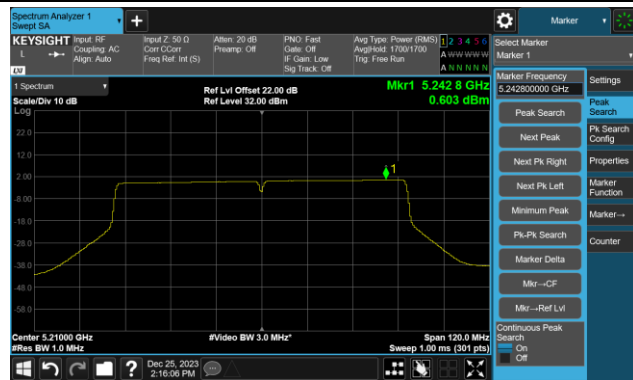 Spectrum Analyzer 1
Swept SA
Marker
KEYSIGHT
Input: RF
Coupling: AC
Align: Auto
Input Z: 50 Ω
Corr CCorr
Freq Ref: Int (S)
Atten: 20 dB
Preamp: Off
PNO: Fast
Gate: Off
IF Gain: Low
Sig Track: Off
Avg Type: Power (RMS)
Avg|Hold: 1700/1700
Trig: Free Run
1 2 3 4 5 6
A W W W W W
A N N N N N
L
LXI
Select Marker
Marker 1
1 Spectrum
Scale/Div 10 dB
Log
Ref Lvl Offset 22.00 dB
Ref Level 32.00 dBm
Mkr1 5.242 8 GHz
0.603 dBm
22.0
12.0
2.00
-8.00
-18.0
-28.0
-38.0
-48.0
-58.0
1
Center 5.21000 GHz
#Res BW 1.0 MHz
#Video BW 3.0 MHz*
Span 120.0 MHz
Sweep 1.00 ms (301 pts)
Marker Frequency
5.242800000 GHz
Peak Search
Next Peak
Next Pk Right
Next Pk Left
Minimum Peak
Pk-Pk Search
Marker Delta
Mkr→CF
Mkr→Ref Lvl
Continuous Peak
Search
On
Off
Settings
Peak
Search
Pk Search
Config
Properties
Marker
Function
Marker→
Counter
Dec 25, 2023
2:16:06 PM